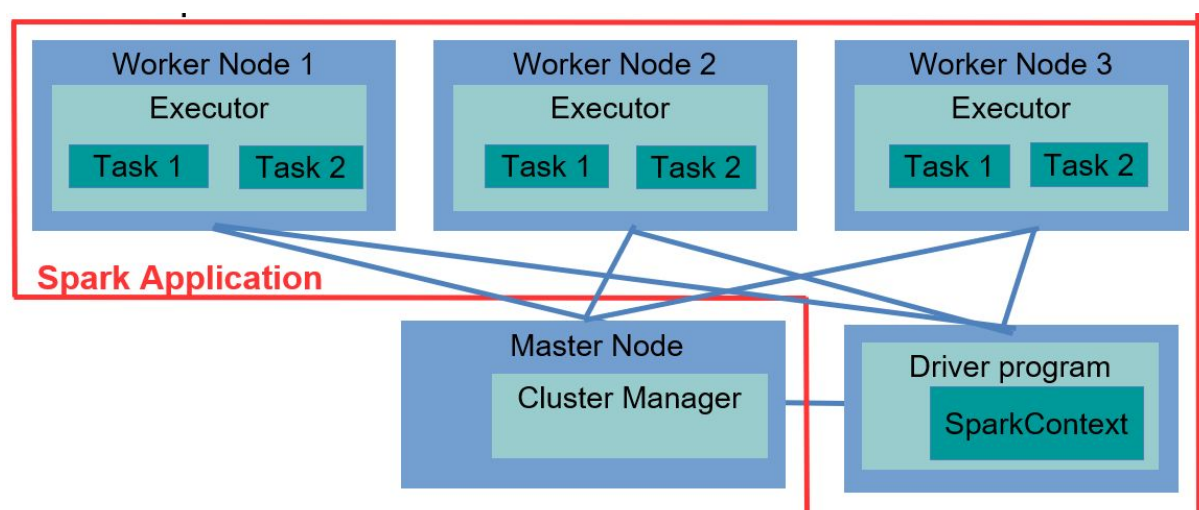 Worker Node 1
Executor
Task 1
Task 2
Worker Node 2
Executor
Task 1
Task 2
Worker Node 3
Executor
Task 1
Task 2
Spark Application
Master Node
Cluster Manager
Driver program
SparkContext